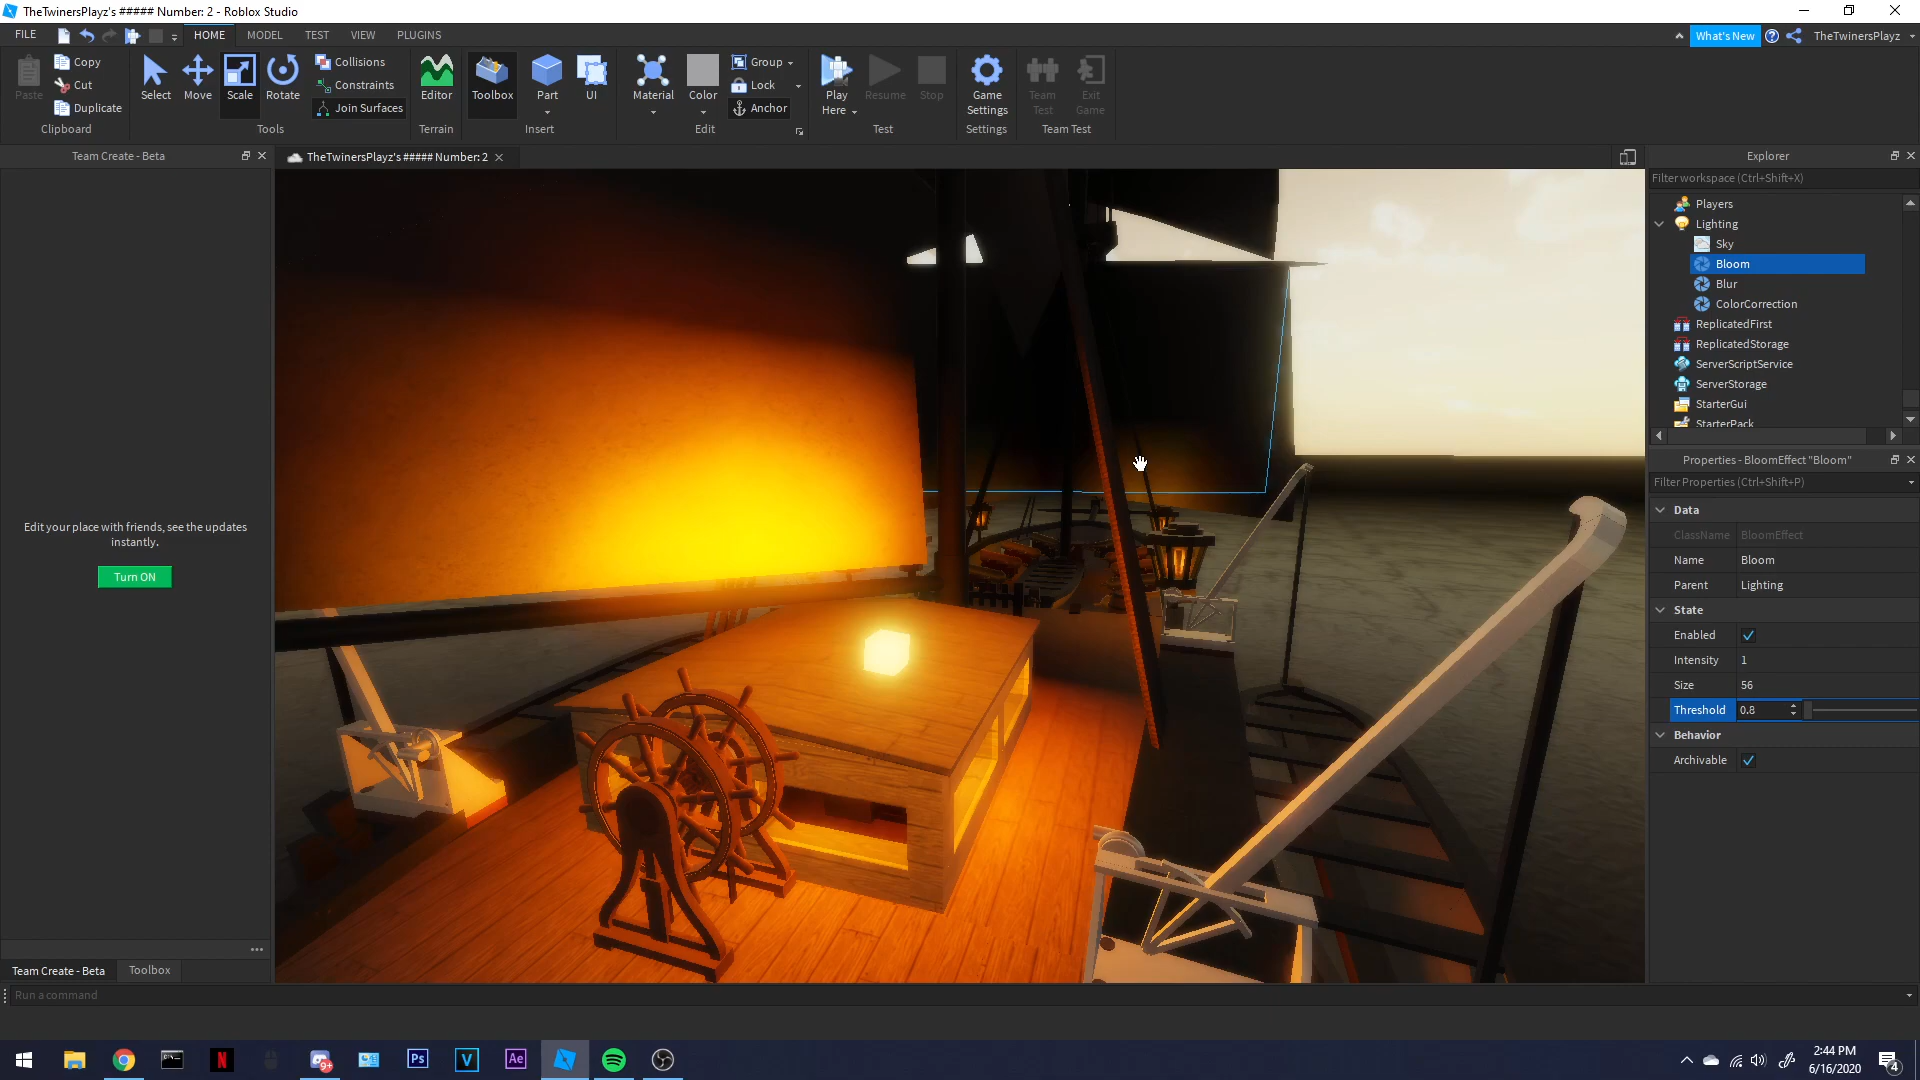 TheTwinersPlayz's ##### Number: 2 - Roblox Studio
FILE HOME MODEL TEST VIEW PLUGINS What's New TheTwinersPlayz
Paste Copy Cut Duplicate Clipboard
Select Move Scale Rotate Collisions Constraints Join Surfaces Tools
Editor Terrain
Toolbox Part UI Insert
Material Color Group Lock Anchor Edit
Play Here Resume Stop Test
Game Settings Settings
Team Test Exit Game Team Test
Team Create - Beta
TheTwinersPlayz's ##### Number: 2
Explorer
Filter workspace (Ctrl+Shift+X)
Players
Lighting
Sky
Bloom
Blur
ColorCorrection
ReplicatedFirst
ReplicatedStorage
ServerScriptService
ServerStorage
StarterGui
StarterPack
Properties - BloomEffect "Bloom"
Filter Properties (Ctrl+Shift+P)
Data
ClassName BloomEffect
Name Bloom
Parent Lighting
State
Enabled
Intensity 1
Size 56
Threshold 0.8
Behavior
Archivable
Edit your place with friends, see the updates
instantly.
Turn ON
Team Create - Beta Toolbox
Run a command
N 9+ Ps V Ae
2:44 PM
6/16/2020
4